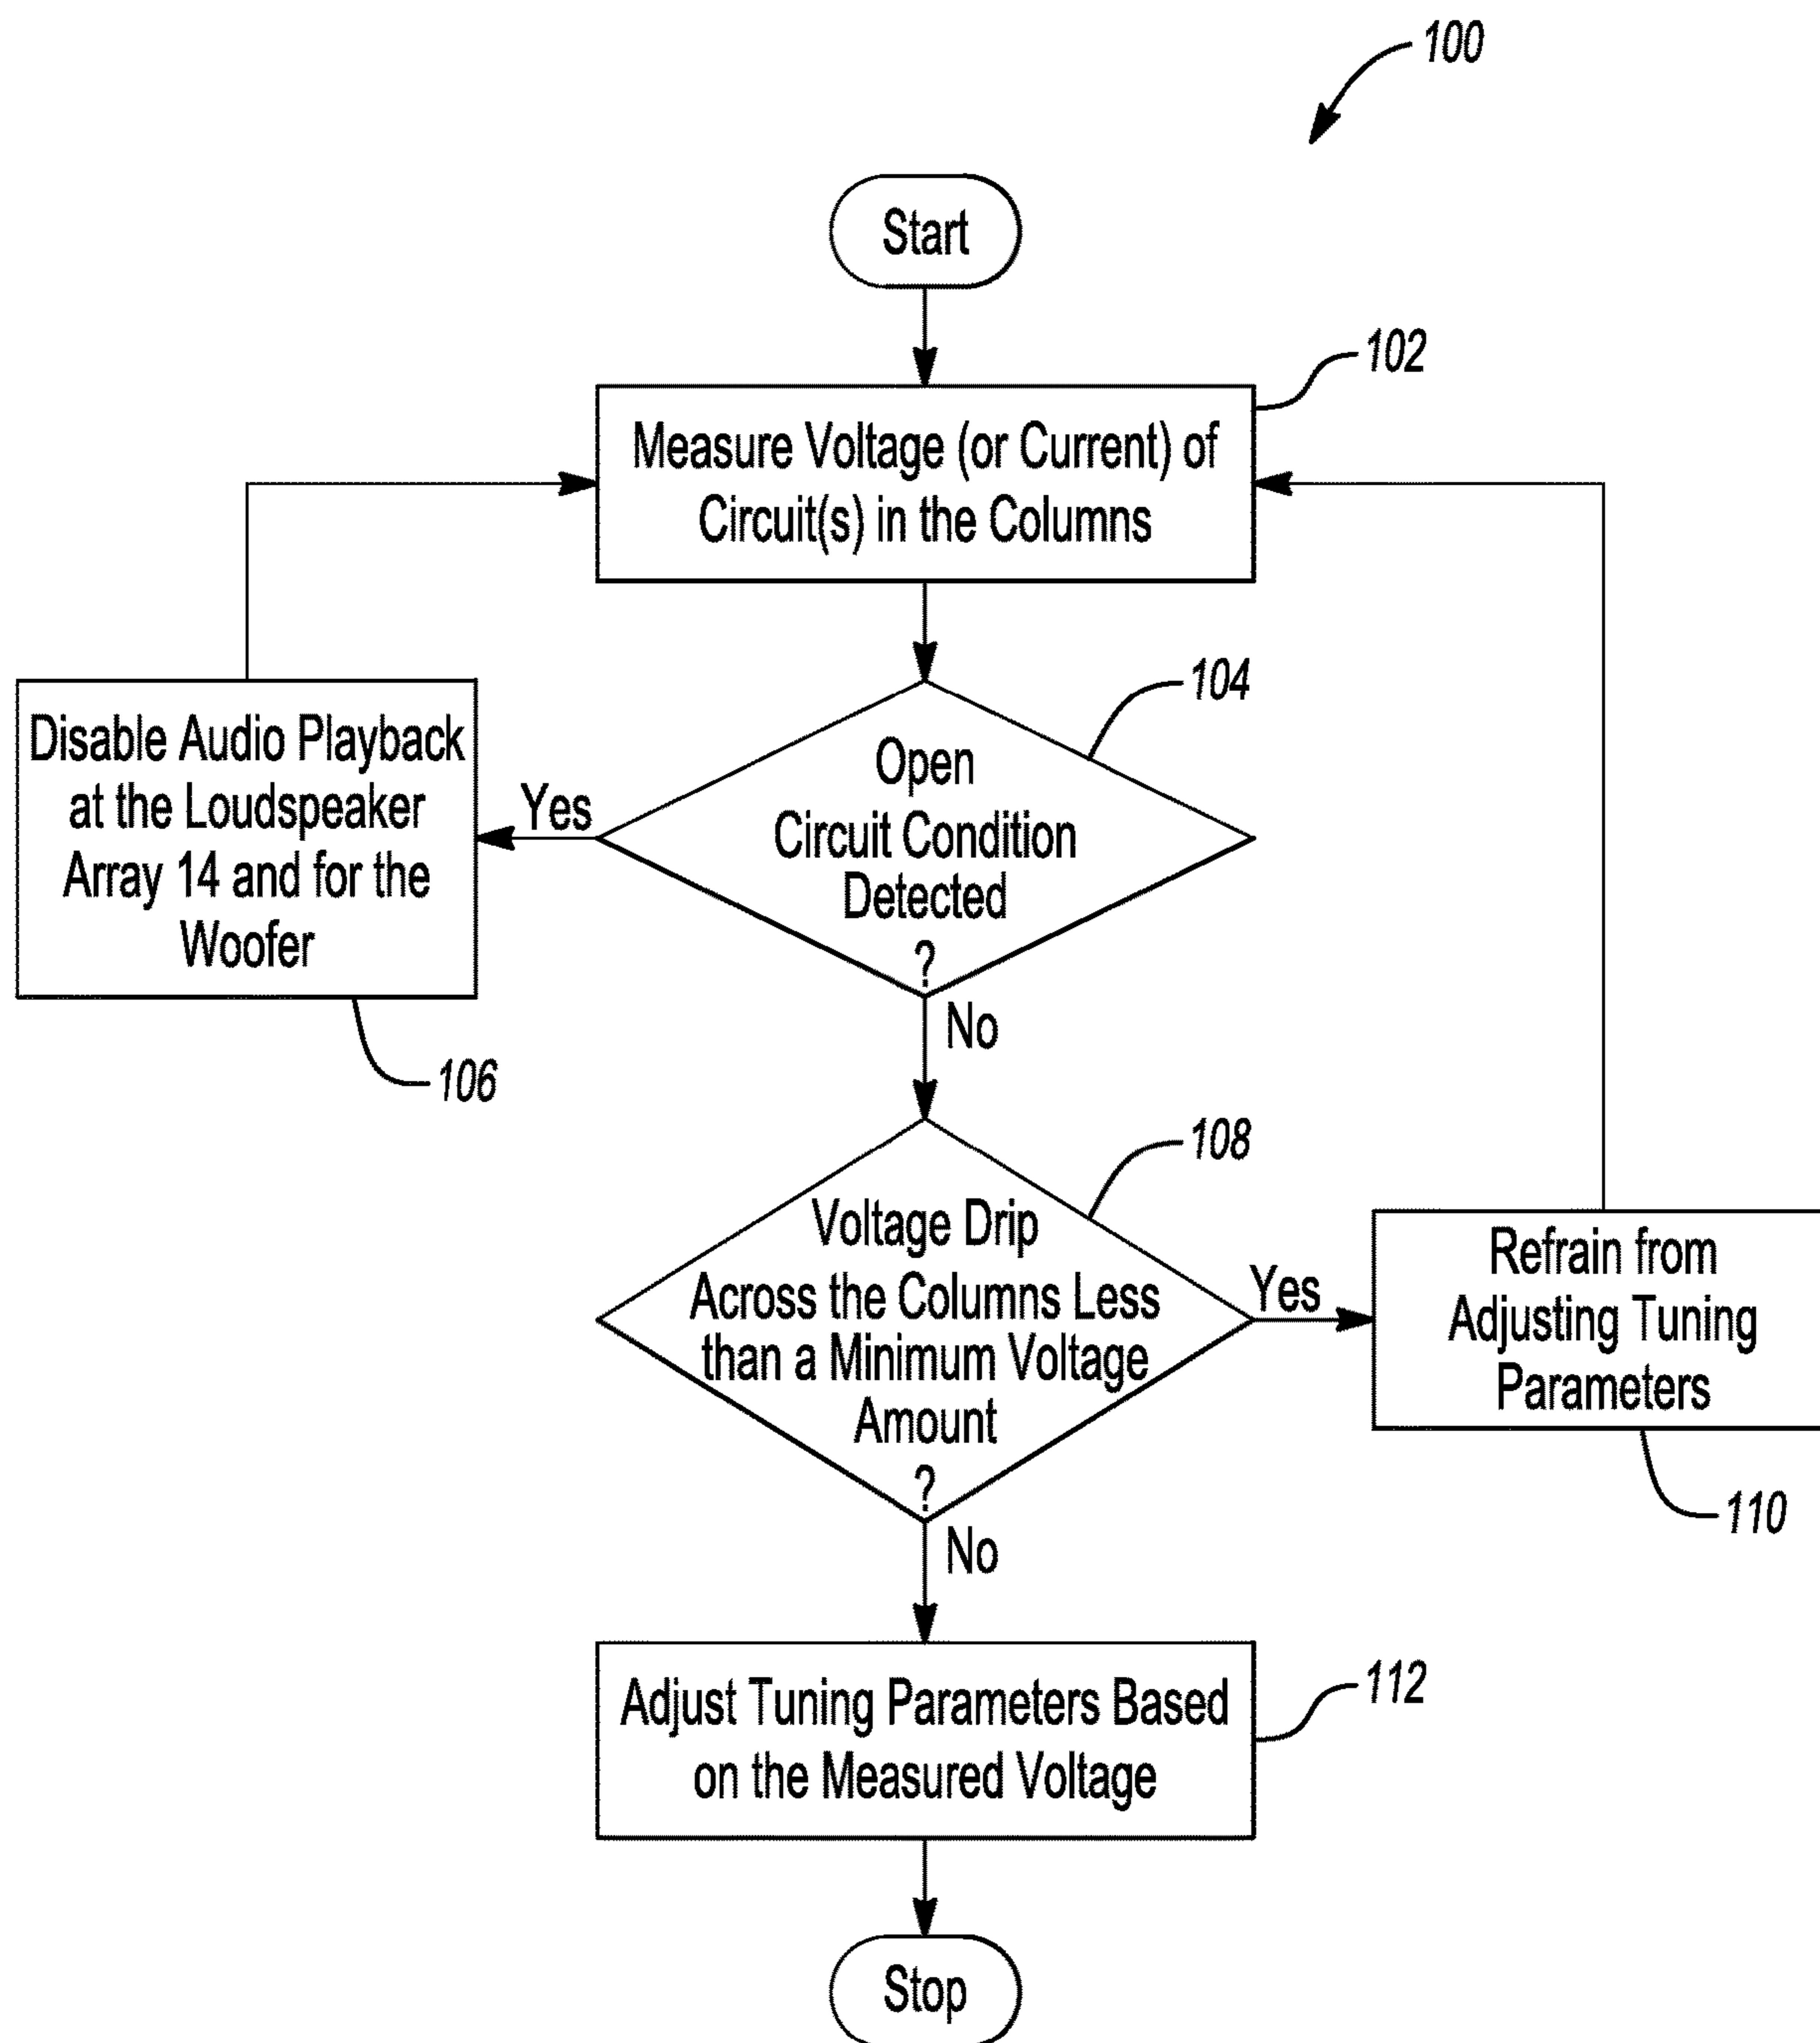 100
Start
102
Measure Voltage (or Current) of
Circuit(s) in the Columns
104
Open
Circuit Condition
Detected
?
Yes
Disable Audio Playback
at the Loudspeaker
Array 14 and for the
Woofer
106
No
108
Voltage Drip
Across the Columns Less
than a Minimum Voltage
Amount
?
Yes
Refrain from
Adjusting Tuning
Parameters
110
No
112
Adjust Tuning Parameters Based
on the Measured Voltage
Stop